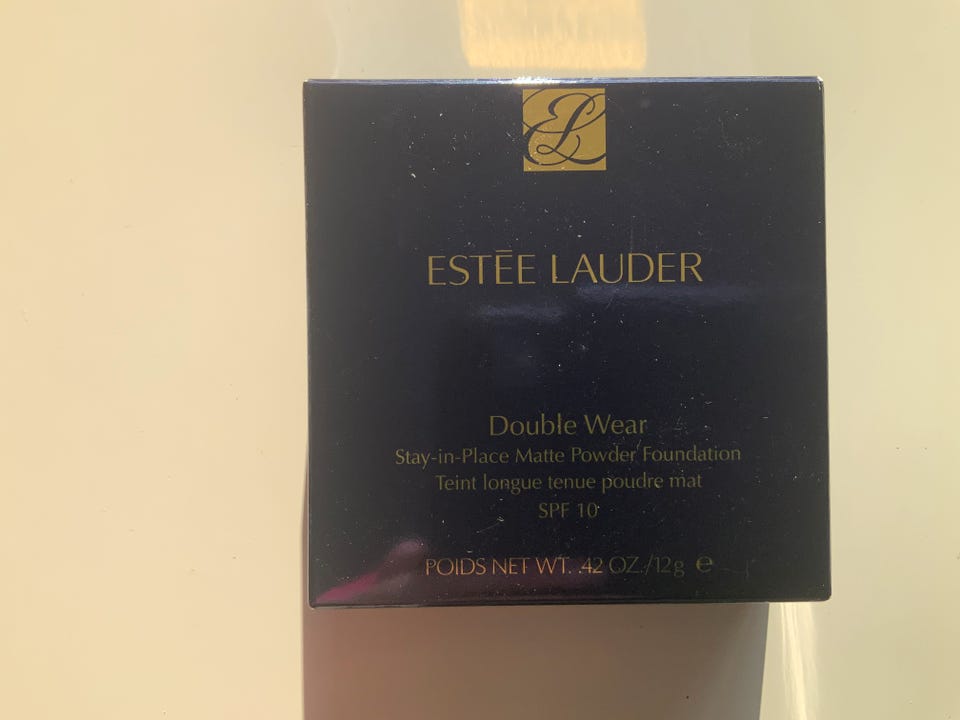 EL
ESTĒE LAUDER
Double Wear
Stay-in-Place Matte Powder Foundation
Teint longue tenue poudre mat
SPF 10
POIDS NET WT. .42 OZ./12g ℮